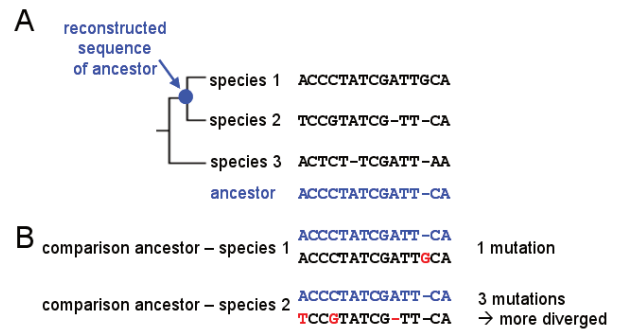 A
reconstructed
sequence
of ancestor
species 1 ACCCTATCGATTGCA
species 2 TCCGTATCG-TT-CA
species 3 ACTCT-TCGATT-AA
ancestor ACCCTATCGATT-CA
B
ACCCTATCGATT-CA
comparison ancestor – species 1 1 mutation
ACCCTATCGATTGCA
ACCCTATCGATT-CA 3 mutations
comparison ancestor – species 2
TCCGTATCG-TT-CA → more diverged